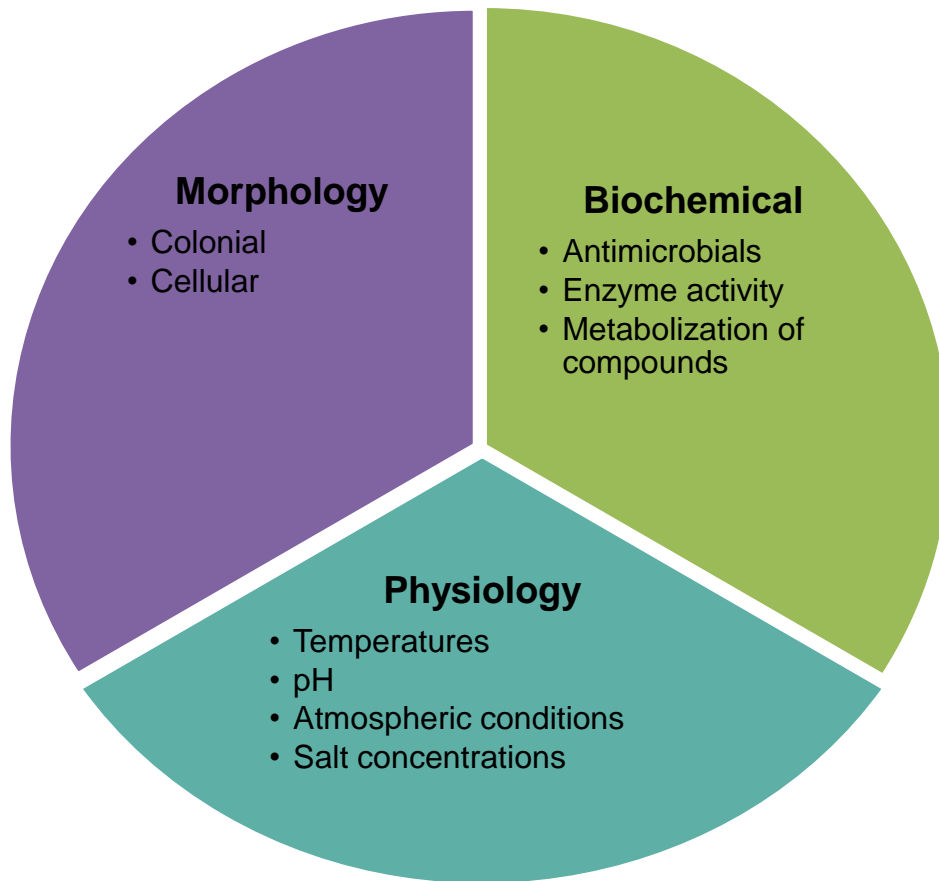 Morphology
• Colonial
• Cellular
Biochemical
• Antimicrobials
• Enzyme activity
• Metabolization of
compounds
Physiology
• Temperatures
• pH
• Atmospheric conditions
• Salt concentrations